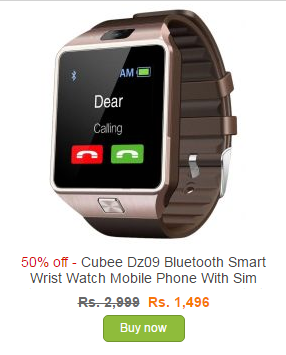 AM
Dear
Calling
50% off - Cubee Dz09 Bluetooth Smart
Wrist Watch Mobile Phone With Sim
Rs. 2,999 Rs. 1,496
Buy now